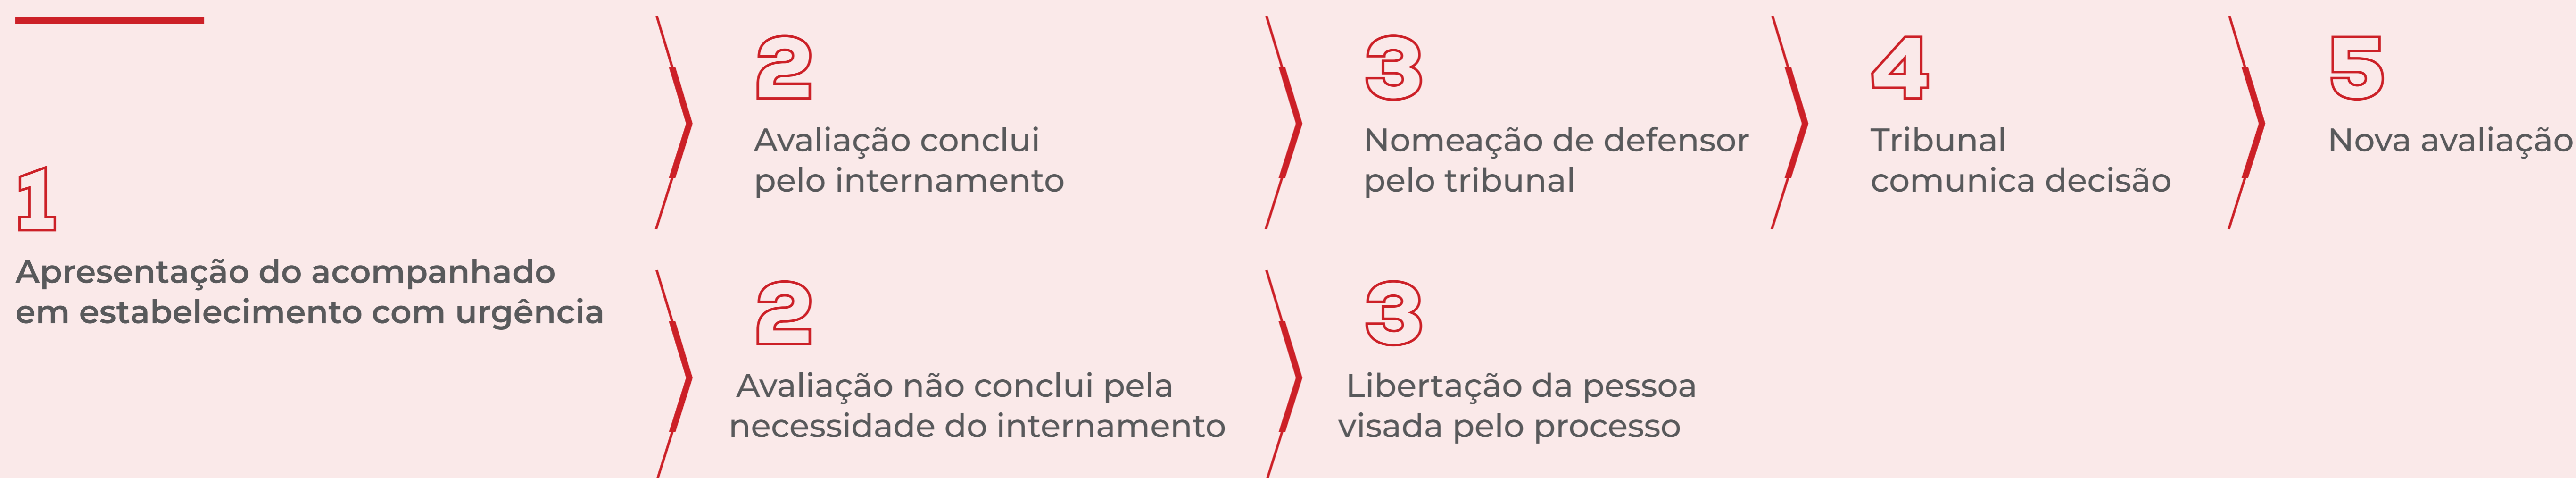 1
Apresentação do acompanhado
em estabelecimento com urgência
2
Avaliação conclui
pelo internamento
3
Nomeação de defensor
pelo tribunal
4
Tribunal
comunica decisão
5
Nova avaliação
2
Avaliação não conclui pela
necessidade do internamento
3
Libertação da pessoa
visada pelo processo